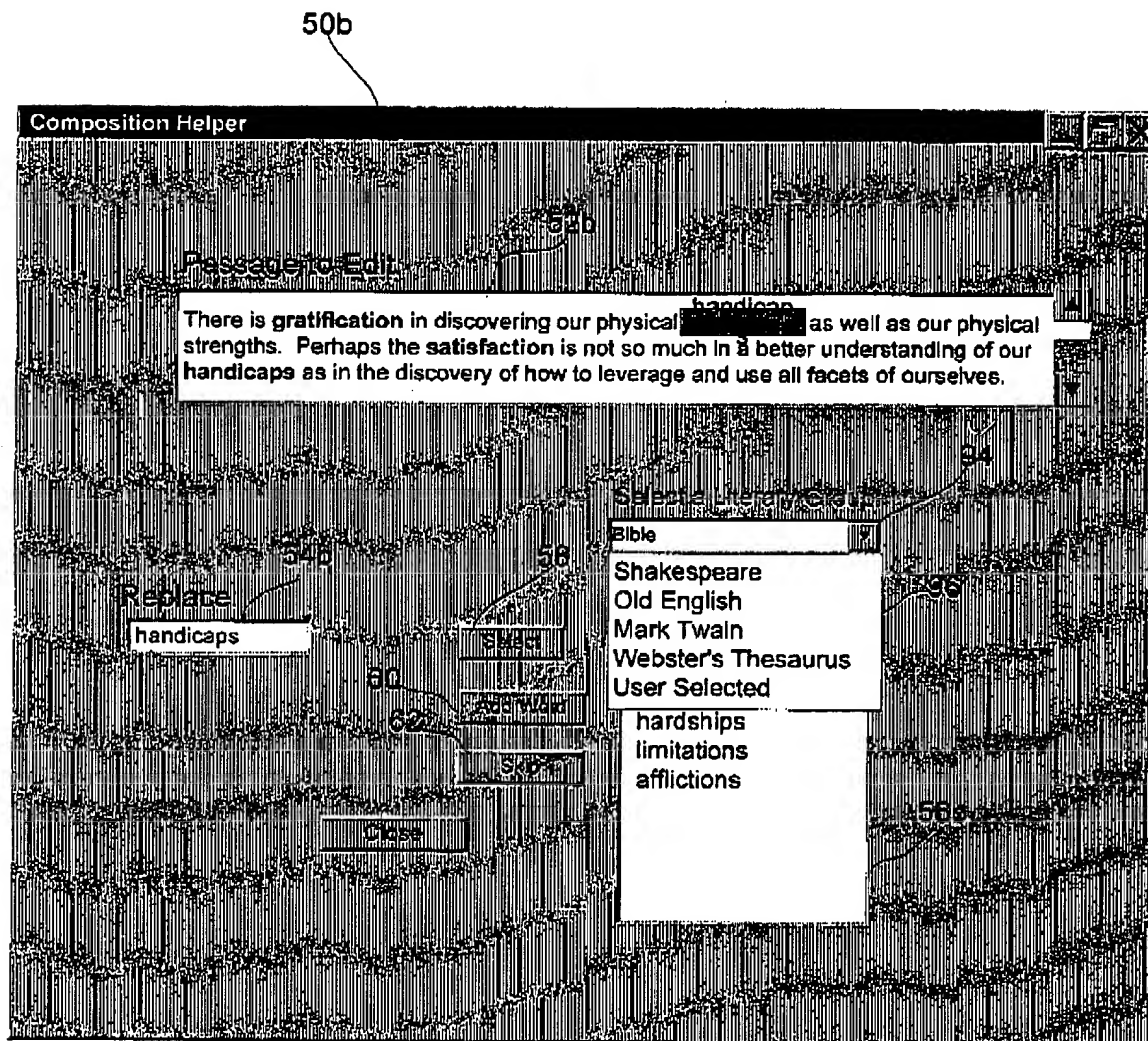 50b
Composition Helper
52b
Passage to Edit
handicap
There is gratification in discovering our physical as well as our physical
strengths. Perhaps the satisfaction is not so much in a better understanding of our
handicaps as in the discovery of how to leverage and use all facets of ourselves.
94
Select a Literary Group
Bible
54b
58
Shakespeare
96
Replace
Old English
handicaps
Mark Twain
Select
Webster's Thesaurus
60
User Selected
Add Word
62
hardships
limitations
Skip
afflictions
Close